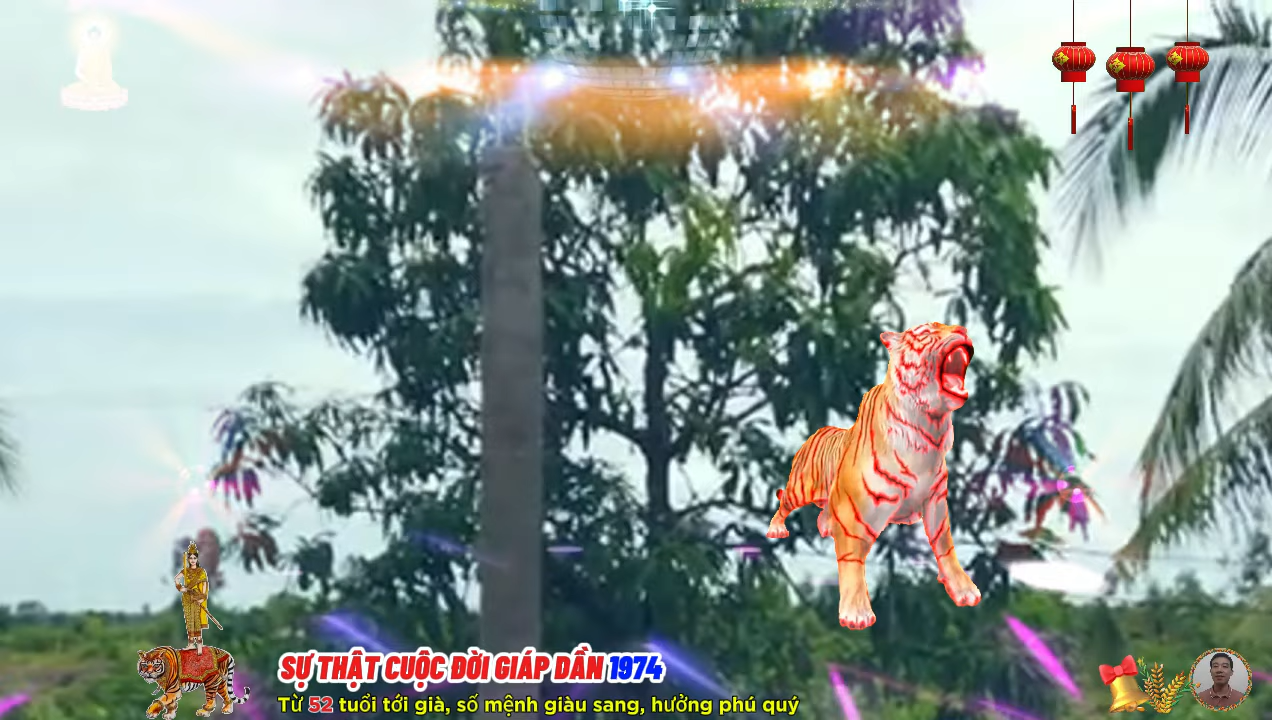 SỰ THẬT CUỘC ĐỜI GIÁP DẦN 1974
Từ 52 tuổi tới già, số mệnh giàu sang, hưởng phú quý